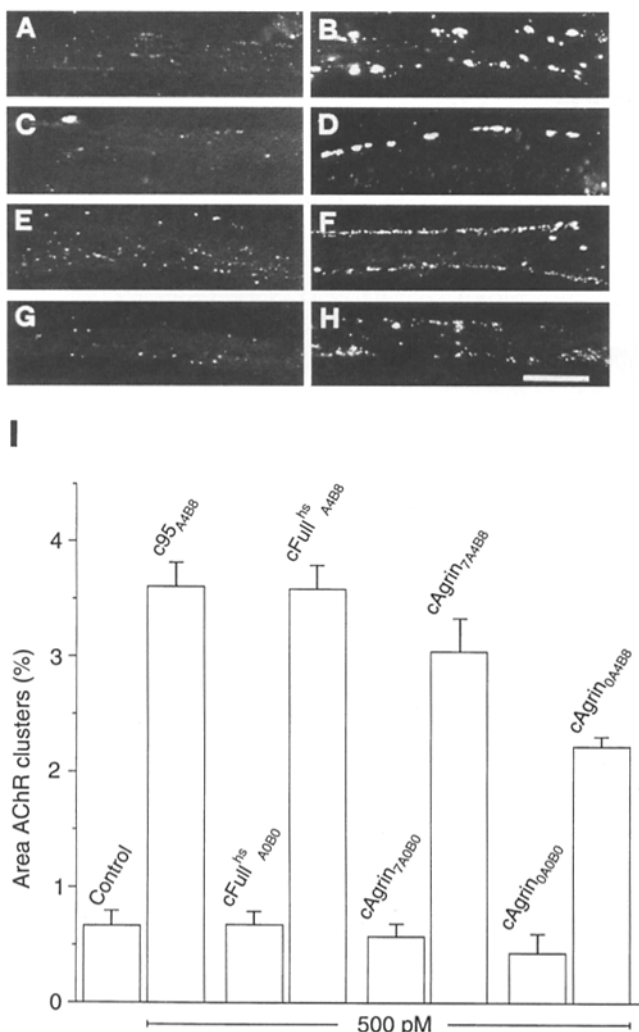 A
B
C
D
E
F
G
H
I
Area AChR clusters (%)
4
3
2
1
0
Control
c95A4B8
cFullhs A0B0
cFullhs A4B8
cAgrin7A0B0
cAgrin7A4B8
cAgrin0A0B0
cAgrin0A4B8
500 pM